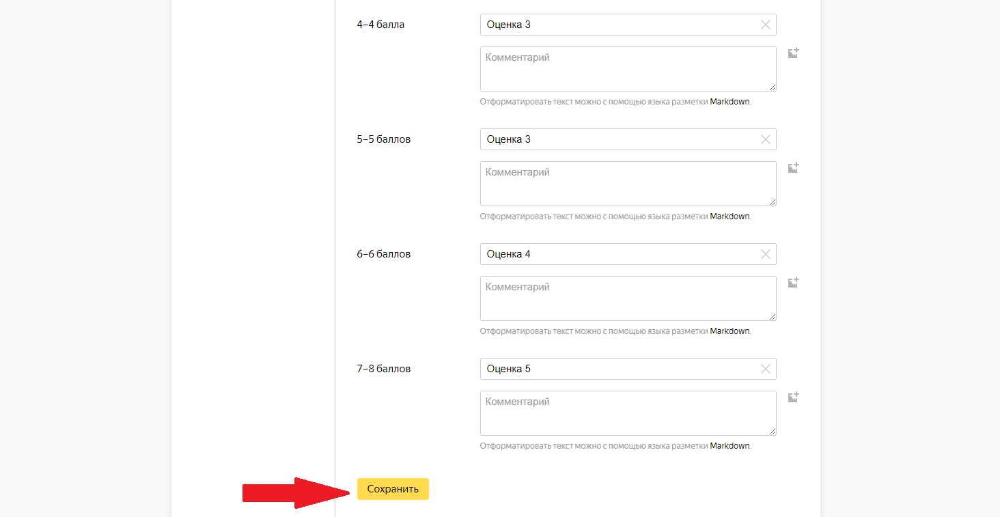 4–4 балла
Оценка 3
Комментарий
Отформатировать текст можно с помощью языка разметки Markdown.
5–5 баллов
Оценка 3
Комментарий
Отформатировать текст можно с помощью языка разметки Markdown.
6–6 баллов
Оценка 4
Комментарий
Отформатировать текст можно с помощью языка разметки Markdown.
7–8 баллов
Оценка 5
Комментарий
Отформатировать текст можно с помощью языка разметки Markdown.
Сохранить